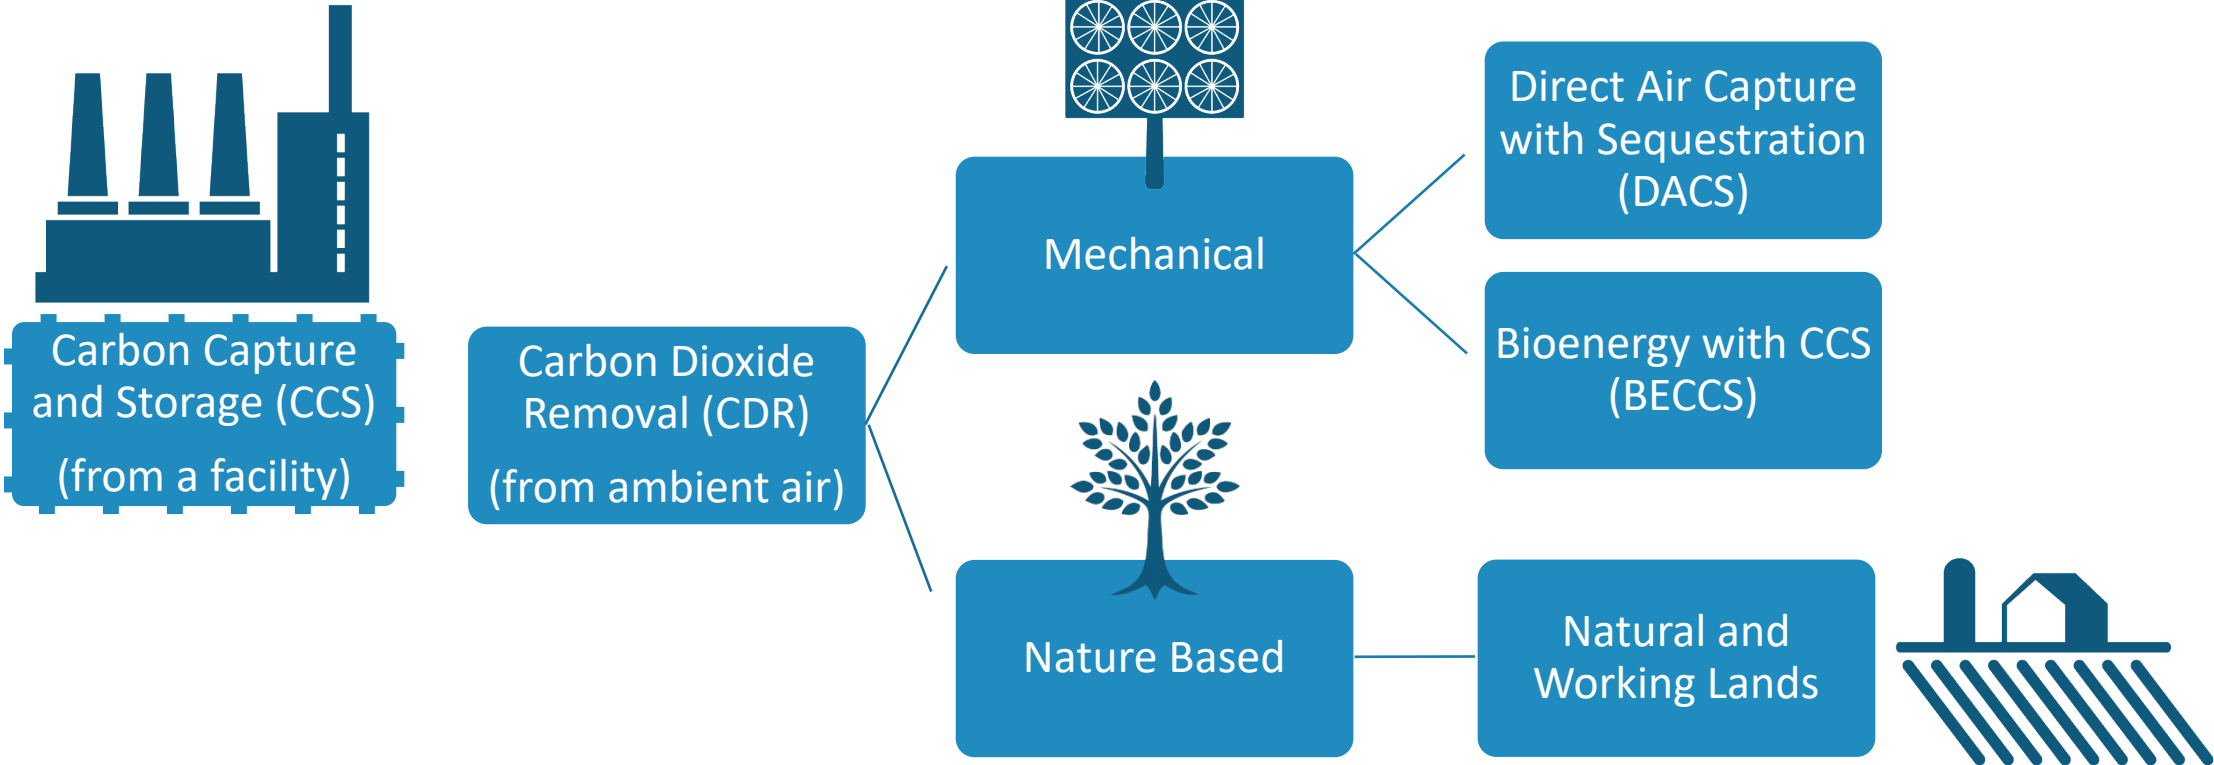 Carbon Capture
and Storage (CCS)
(from a facility)
Carbon Dioxide
Removal (CDR)
(from ambient air)
Mechanical
Direct Air Capture
with Sequestration
(DACS)
Bioenergy with CCS
(BECCS)
Nature Based
Natural and
Working Lands